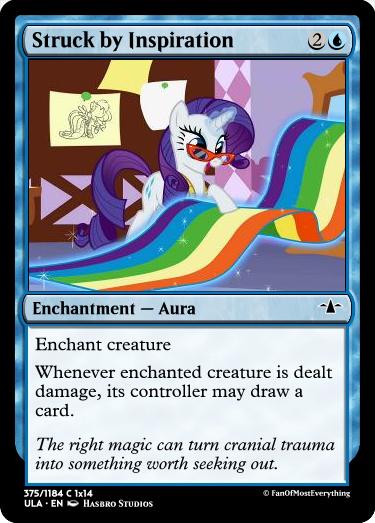 Struck by Inspiration 2
Enchantment — Aura
Enchant creature
Whenever enchanted creature is dealt
damage, its controller may draw a
card.
The right magic can turn cranial trauma
into something worth seeking out.
375/1184 C 1x14
ULA • EN Hasbro Studios
© FanOfMostEverything